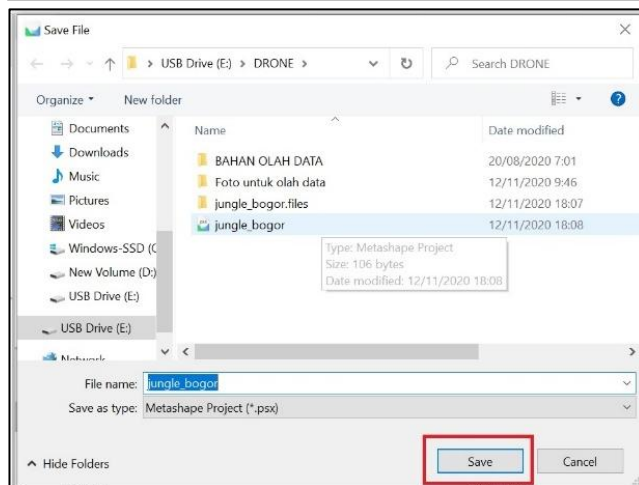 Save File
USB Drive (E:) > DRONE >
Search DRONE
Organize
New folder
Name
Date modified
Documents
Downloads
Music
Pictures
Videos
Windows-SSD (C
New Volume (D:)
USB Drive (E:)
USB Drive (E:)
Network
BAHAN OLAH DATA 20/08/2020 7:01
Foto untuk olah data 12/11/2020 9:46
jungle_bogor.files 12/11/2020 18:07
jungle_bogor 12/11/2020 18:08
Type: Metashape Project
Size: 106 bytes
Date modified: 12/11/2020 18:08
File name: jungle_bogor
Save as type: Metashape Project (*.psx)
Hide Folders
Save
Cancel